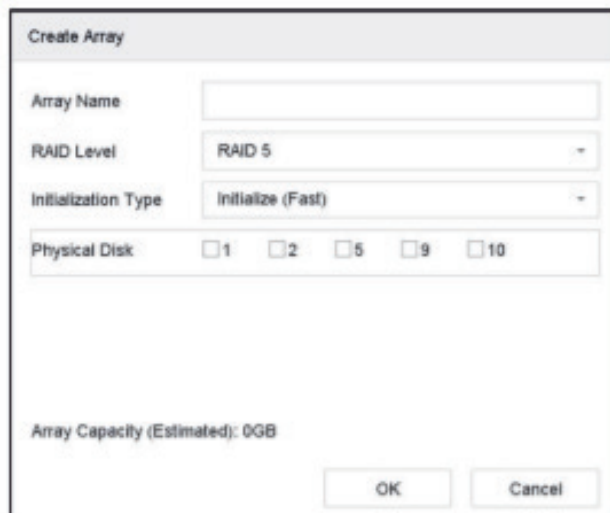 Create Array
Array Name
RAID Level RAID 5
Initialization Type Initialize (Fast)
Physical Disk 1 2 5 9 10
Array Capacity (Estimated): 0GB
OK Cancel